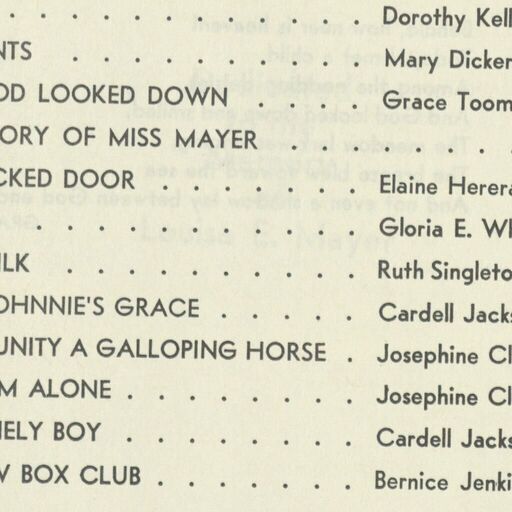 . . . . . . . . . . . . Dorothy Kell
NTS . . . . . . . . . Mary Dicker
OD LOOKED DOWN . . . . . Grace Toom
ORY OF MISS MAYER . .
CKED DOOR . . . . . . . Elaine Herera
. . . . . . . . . . . Gloria E. Wh
ILK . . . . . . . . . . Ruth Singleto
OHNNIE'S GRACE . . . . . Cardell Jacks
UNITY A GALLOPING HORSE . Josephine Cl
M ALONE . . . . . . . . Josephine Cl
NELY BOY . . . . . . . . Cardell Jacks
W BOX CLUB . . . . . . . Bernice Jenki